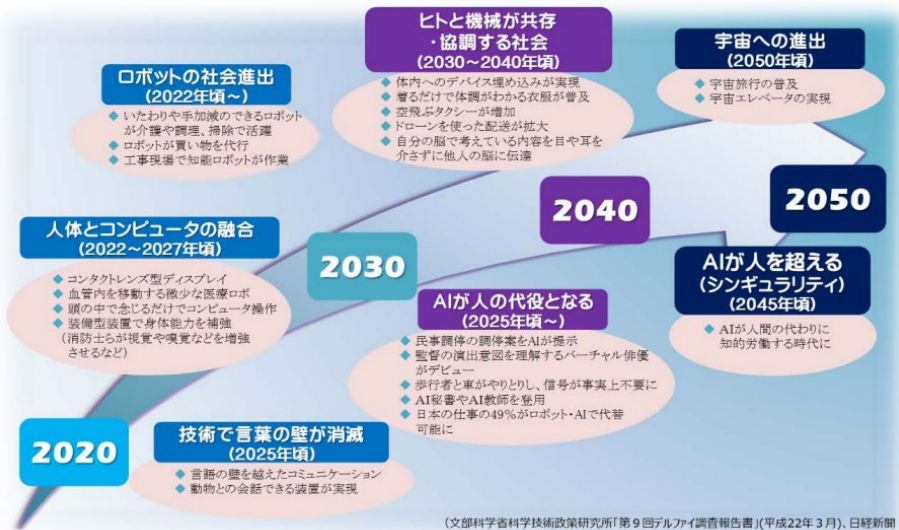 ロボットの社会進出
(2022年頃~)
◆ いたわりや手加減のできるロボット
が介護や調理、掃除で活躍
◆ ロボットが買い物を代行
◆ 工事現場で知能ロボットが作業
ヒトと機械が共存
・協調する社会
(2030~2040年頃)
◆ 体内へのデバイス埋め込みが実現
◆ 着るだけで体調がわかる衣服が普及
◆ 空飛ぶタクシーが増加
◆ ドローンを使った配送が拡大
◆ 自分の脳で考えている内容を目や耳を
介さずに他人の脳に伝達
宇宙への進出
(2050年頃)
◆ 宇宙旅行の普及
◆ 宇宙エレベータの実現
人体とコンピュータの融合
(2022~2027年頃)
◆ コンタクトレンズ型ディスプレイ
◆ 血管内を移動する微少な医療ロボ
◆ 頭の中で念じるだけでコンピュータ操作
◆ 装備型装置で身体能力を補強
(消防士らが視覚や嗅覚などを増強
させるなど)
2030
2040
2050
AIが人の代役となる
(2025年頃~)
◆ 民事調停の調停案をAIが提示
◆ 監督の演出意図を理解するバーチャル俳優
がデビュー
◆ 歩行者と車がやりとりし、信号が事実上不要に
◆ AI秘書やAI教師を登用
◆ 日本の仕事の49%がロボット・AIで代替
可能に
AIが人を超える
(シンギュラリティ)
(2045年頃)
◆ AIが人間の代わりに
知的労働する時代に
2020
技術で言葉の壁が消滅
(2025年頃)
◆ 言語の壁を越えたコミュニケーション
◆ 動物との会話できる装置が実現
(文部科学省科学技術政策研究所「第9回デルファイ調査報告書」(平成22年3月)、日経新聞